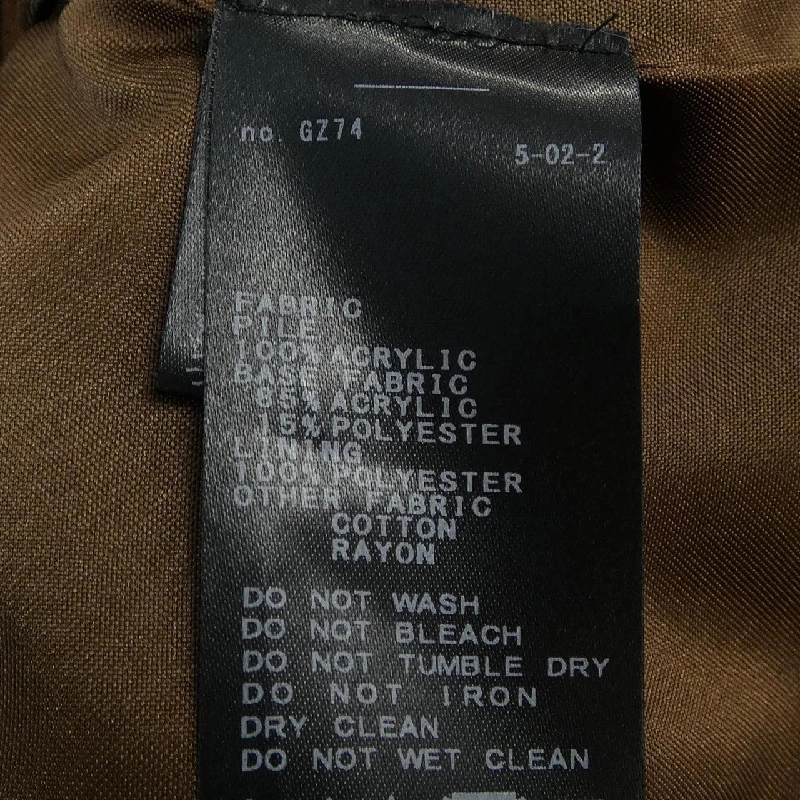 no. GZ74
5-02-2
FABRIC
PILE
100% ACRYLIC
BASE FABRIC
85% ACRYLIC
15% POLYESTER
LINING
100% POLYESTER
OTHER FABRIC
COTTON
RAYON
DO NOT WASH
DO NOT BLEACH
DO NOT TUMBLE DRY
DO NOT IRON
DRY CLEAN
DO NOT WET CLEAN